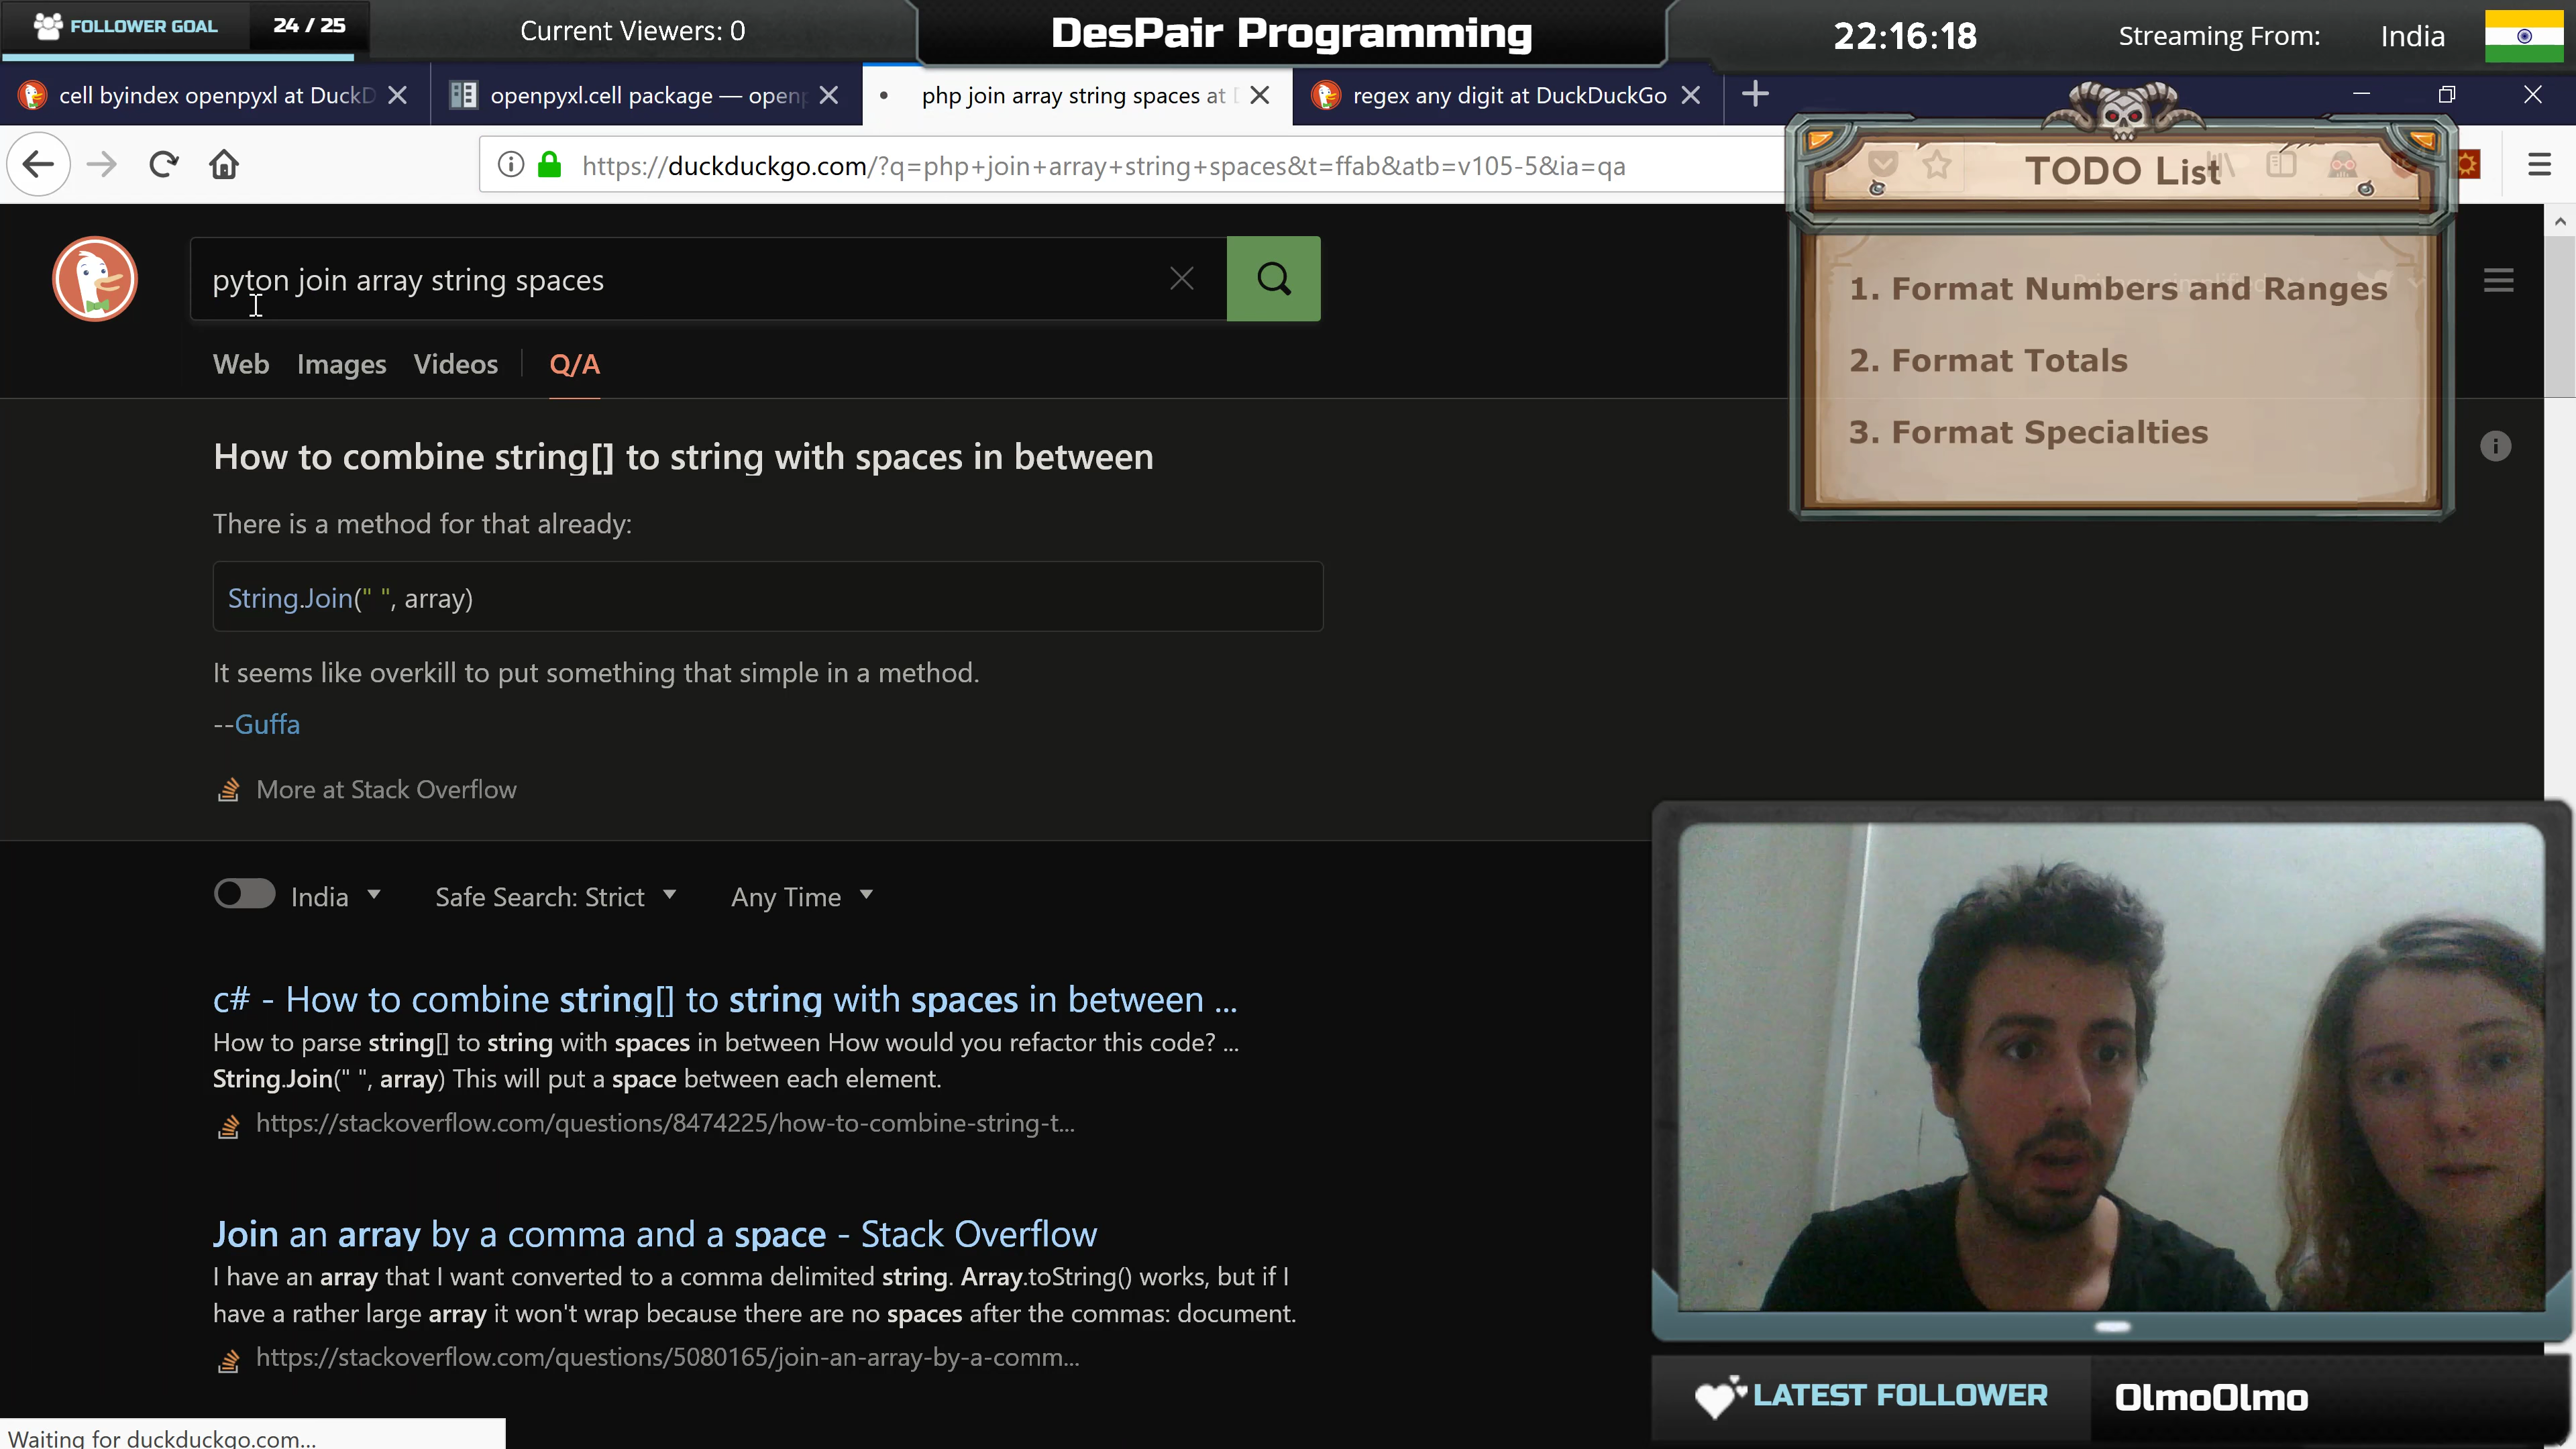 FOLLOWER GOAL 24 / 25 Current Viewers: 0 DesPair Programming 22:16:18 Streaming From: India
cell byindex openpyxl at DuckD openpyxl.cell package — openp php join array string spaces at D regex any digit at DuckDuckGo
https://duckduckgo.com/?q=php+join+array+string+spaces&t=ffab&atb=v105-5&ia=qa
TODO List
pyton join array string spaces
1. Format Numbers and Ranges
2. Format Totals
3. Format Specialties
Web Images Videos Q/A
How to combine string[] to string with spaces in between
There is a method for that already:
String.Join(" ", array)
It seems like overkill to put something that simple in a method.
--Guffa
More at Stack Overflow
India Safe Search: Strict Any Time
c# - How to combine string[] to string with spaces in between ...
How to parse string[] to string with spaces in between How would you refactor this code? ...
String.Join(" ", array) This will put a space between each element.
https://stackoverflow.com/questions/8474225/how-to-combine-string-t...
Join an array by a comma and a space - Stack Overflow
I have an array that I want converted to a comma delimited string. Array.toString() works, but if I
have a rather large array it won't wrap because there are no spaces after the commas: document.
https://stackoverflow.com/questions/5080165/join-an-array-by-a-comm...
LATEST FOLLOWER OlmoOlmo
Waiting for duckduckgo.com...